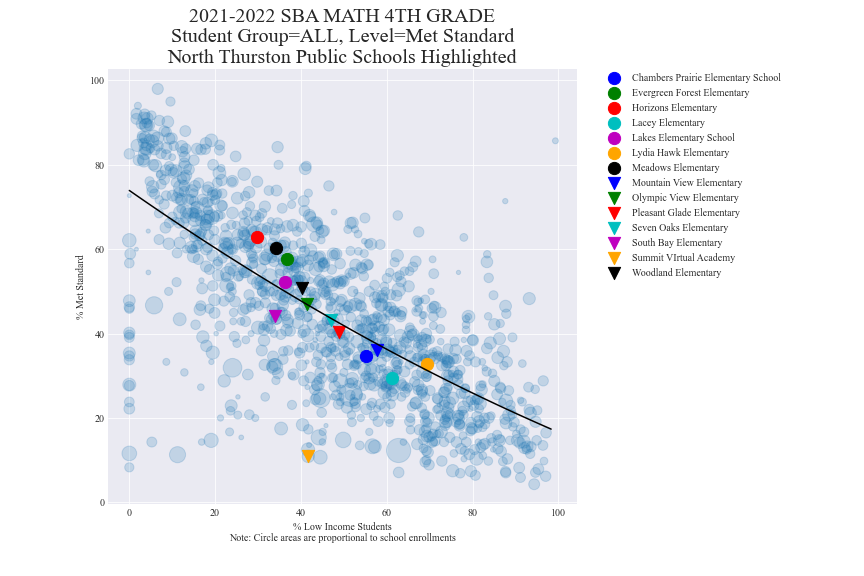 2021-2022 SBA MATH 4TH GRADE
Student Group=ALL, Level=Met Standard
North Thurston Public Schools Highlighted
100
80
60
40
20
0
% Met Standard
0 20 40 60 80 100
% Low Income Students
Note: Circle areas are proportional to school enrollments
Chambers Prairie Elementary School
Evergreen Forest Elementary
Horizons Elementary
Lacey Elementary
Lakes Elementary School
Lydia Hawk Elementary
Meadows Elementary
Mountain View Elementary
Olympic View Elementary
Pleasant Glade Elementary
Seven Oaks Elementary
South Bay Elementary
Summit VIrtual Academy
Woodland Elementary